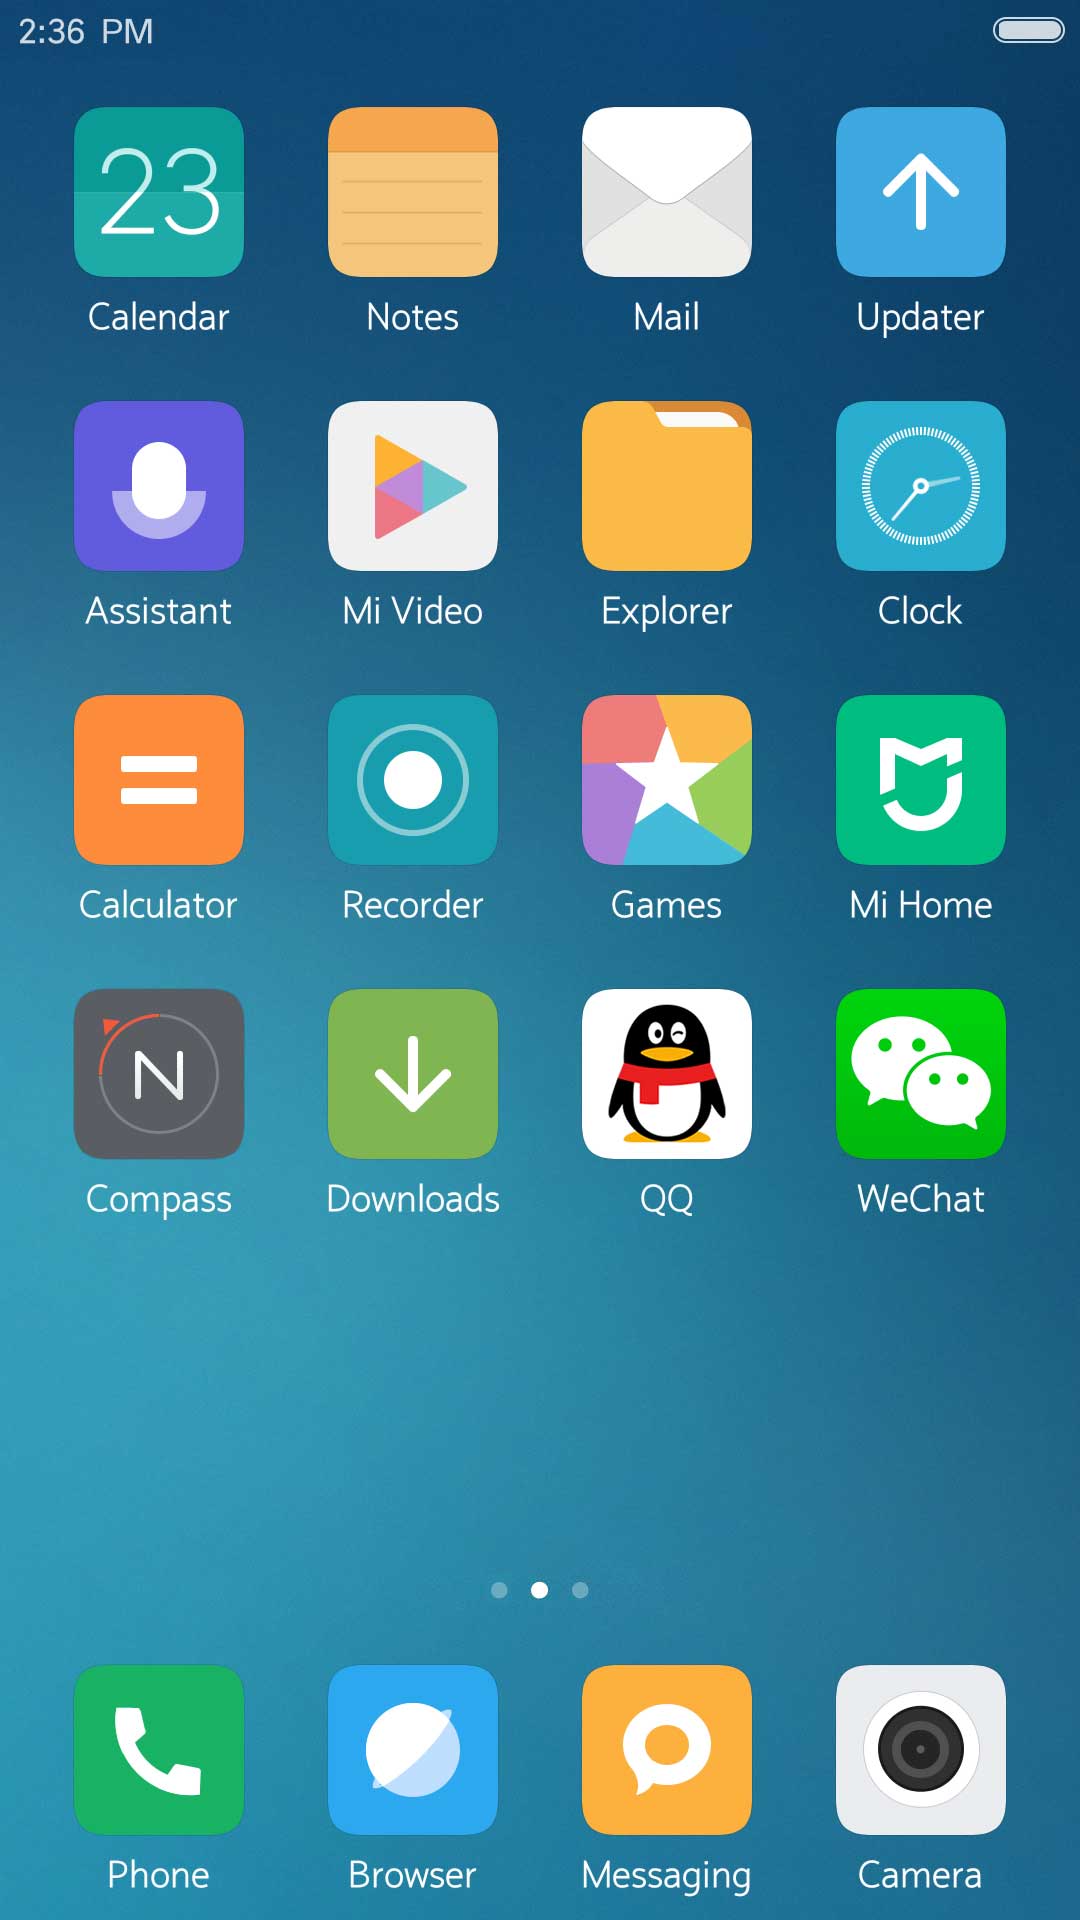 2:36 PM
23
Calendar Notes Mail Updater
Assistant Mi Video Explorer Clock
Calculator Recorder Games Mi Home
N
Compass Downloads QQ WeChat
Phone Browser Messaging Camera